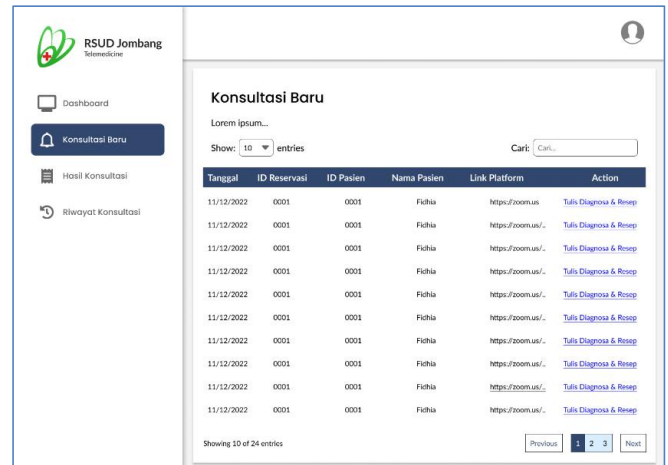 RSUD Jombang
Telemedicine
Dashboard
Konsultasi Baru
Hasil Konsultasi
Riwayat Konsultasi
Konsultasi Baru
Lorem ipsum...
Show: 10 entries Cari: Cari...
Tanggal ID Reservasi ID Pasien Nama Pasien Link Platform Action
11/12/2022 0001 0001 Fidhia https://zoom.us Tulis Diagnosa & Resep
11/12/2022 0001 0001 Fidhia https://zoom.us/.. Tulis Diagnosa & Resep
11/12/2022 0001 0001 Fidhia https://zoom.us/.. Tulis Diagnosa & Resep
11/12/2022 0001 0001 Fidhia https://zoom.us/.. Tulis Diagnosa & Resep
11/12/2022 0001 0001 Fidhia https://zoom.us/.. Tulis Diagnosa & Resep
11/12/2022 0001 0001 Fidhia https://zoom.us/.. Tulis Diagnosa & Resep
11/12/2022 0001 0001 Fidhia https://zoom.us/.. Tulis Diagnosa & Resep
11/12/2022 0001 0001 Fidhia https://zoom.us/.. Tulis Diagnosa & Resep
11/12/2022 0001 0001 Fidhia https://zoom.us/.. Tulis Diagnosa & Resep
11/12/2022 0001 0001 Fidhia https://zoom.us/.. Tulis Diagnosa & Resep
Showing 10 of 24 entries Previous 1 2 3 Next